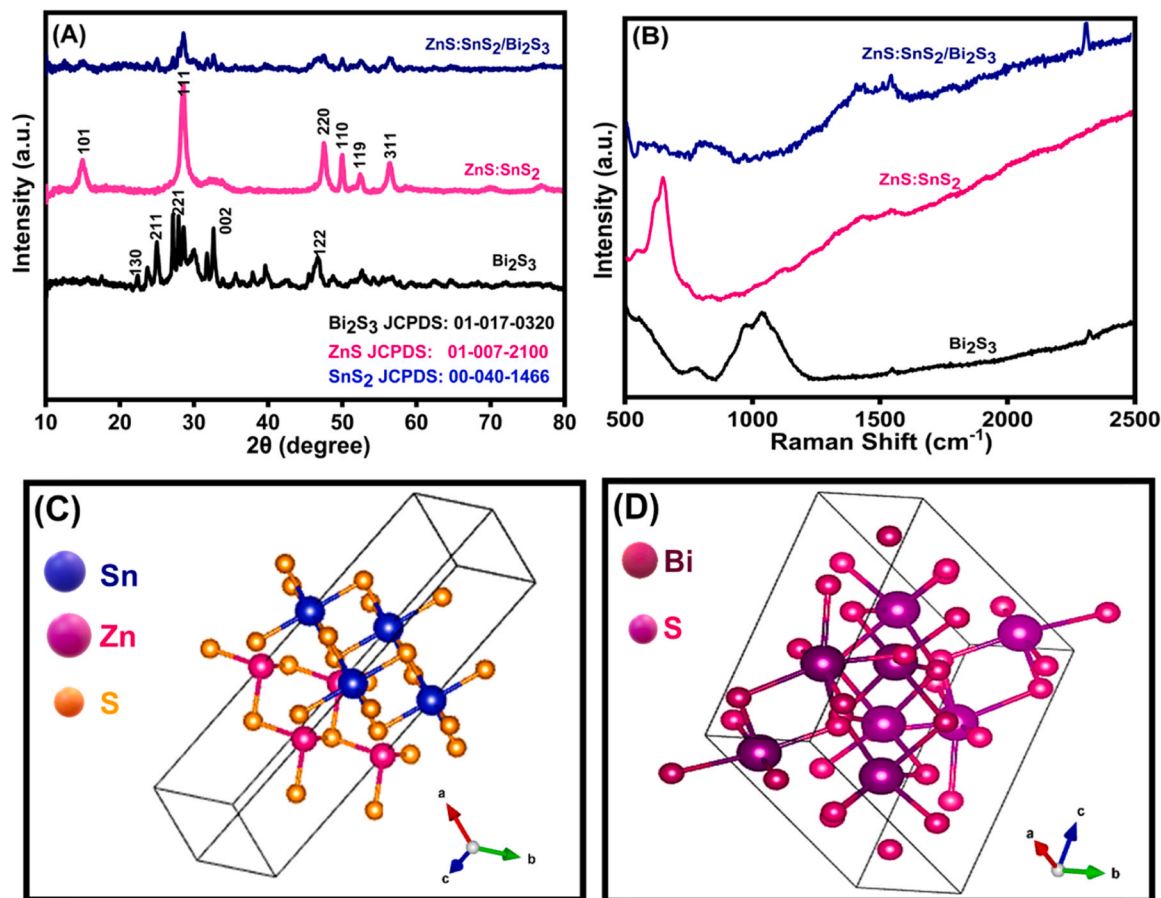 (A)
ZnS:SnS₂/Bi₂S₃
111
101
220
110
119
311
ZnS:SnS₂
130
211
221
002
122
Bi₂S₃
Bi₂S₃ JCPDS: 01-017-0320
ZnS JCPDS: 01-007-2100
SnS₂ JCPDS: 00-040-1466
Intensity (a.u.)
10 20 30 40 50 60 70 80
2θ (degree)
(B)
ZnS:SnS₂/Bi₂S₃
ZnS:SnS₂
Bi₂S₃
Intensity (a.u.)
500 1000 1500 2000 2500
Raman Shift (cm⁻¹)
(C)
Sn
Zn
S
a
b
c
(D)
Bi
S
a
c
b